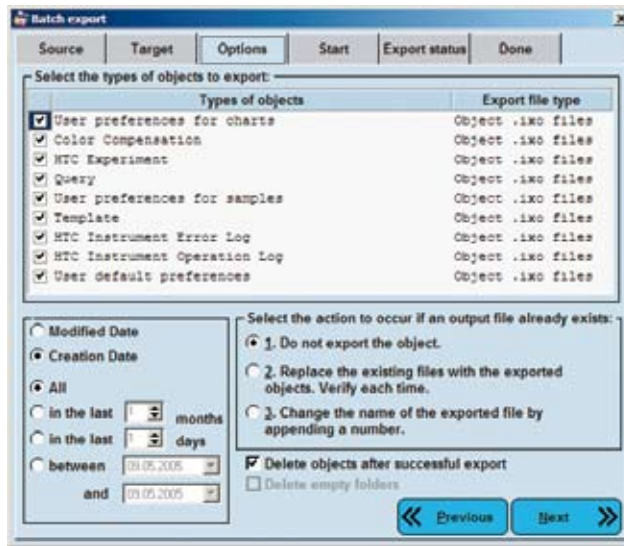 Batch export
Source Target Options Start Export status Done
Select the types of objects to export:
Types of objects Export file type
User preferences for charts Object .ixo files
Color Compensation Object .ixo files
HTC Experiment Object .ixo files
Query Object .ixo files
User preferences for samples Object .ixo files
Template Object .ixo files
HTC Instrument Error Log Object .ixo files
HTC Instrument Operation Log Object .ixo files
User default preferences Object .ixo files
Modified Date
Creation Date
All
in the last 1 months
in the last 1 days
between 09.05.2005
and 09.05.2005
Select the action to occur if an output file already exists:
1. Do not export the object.
2. Replace the existing files with the exported
objects. Verify each time.
3. Change the name of the exported file by
appending a number.
Delete objects after successful export
Delete empty folders
Previous Next